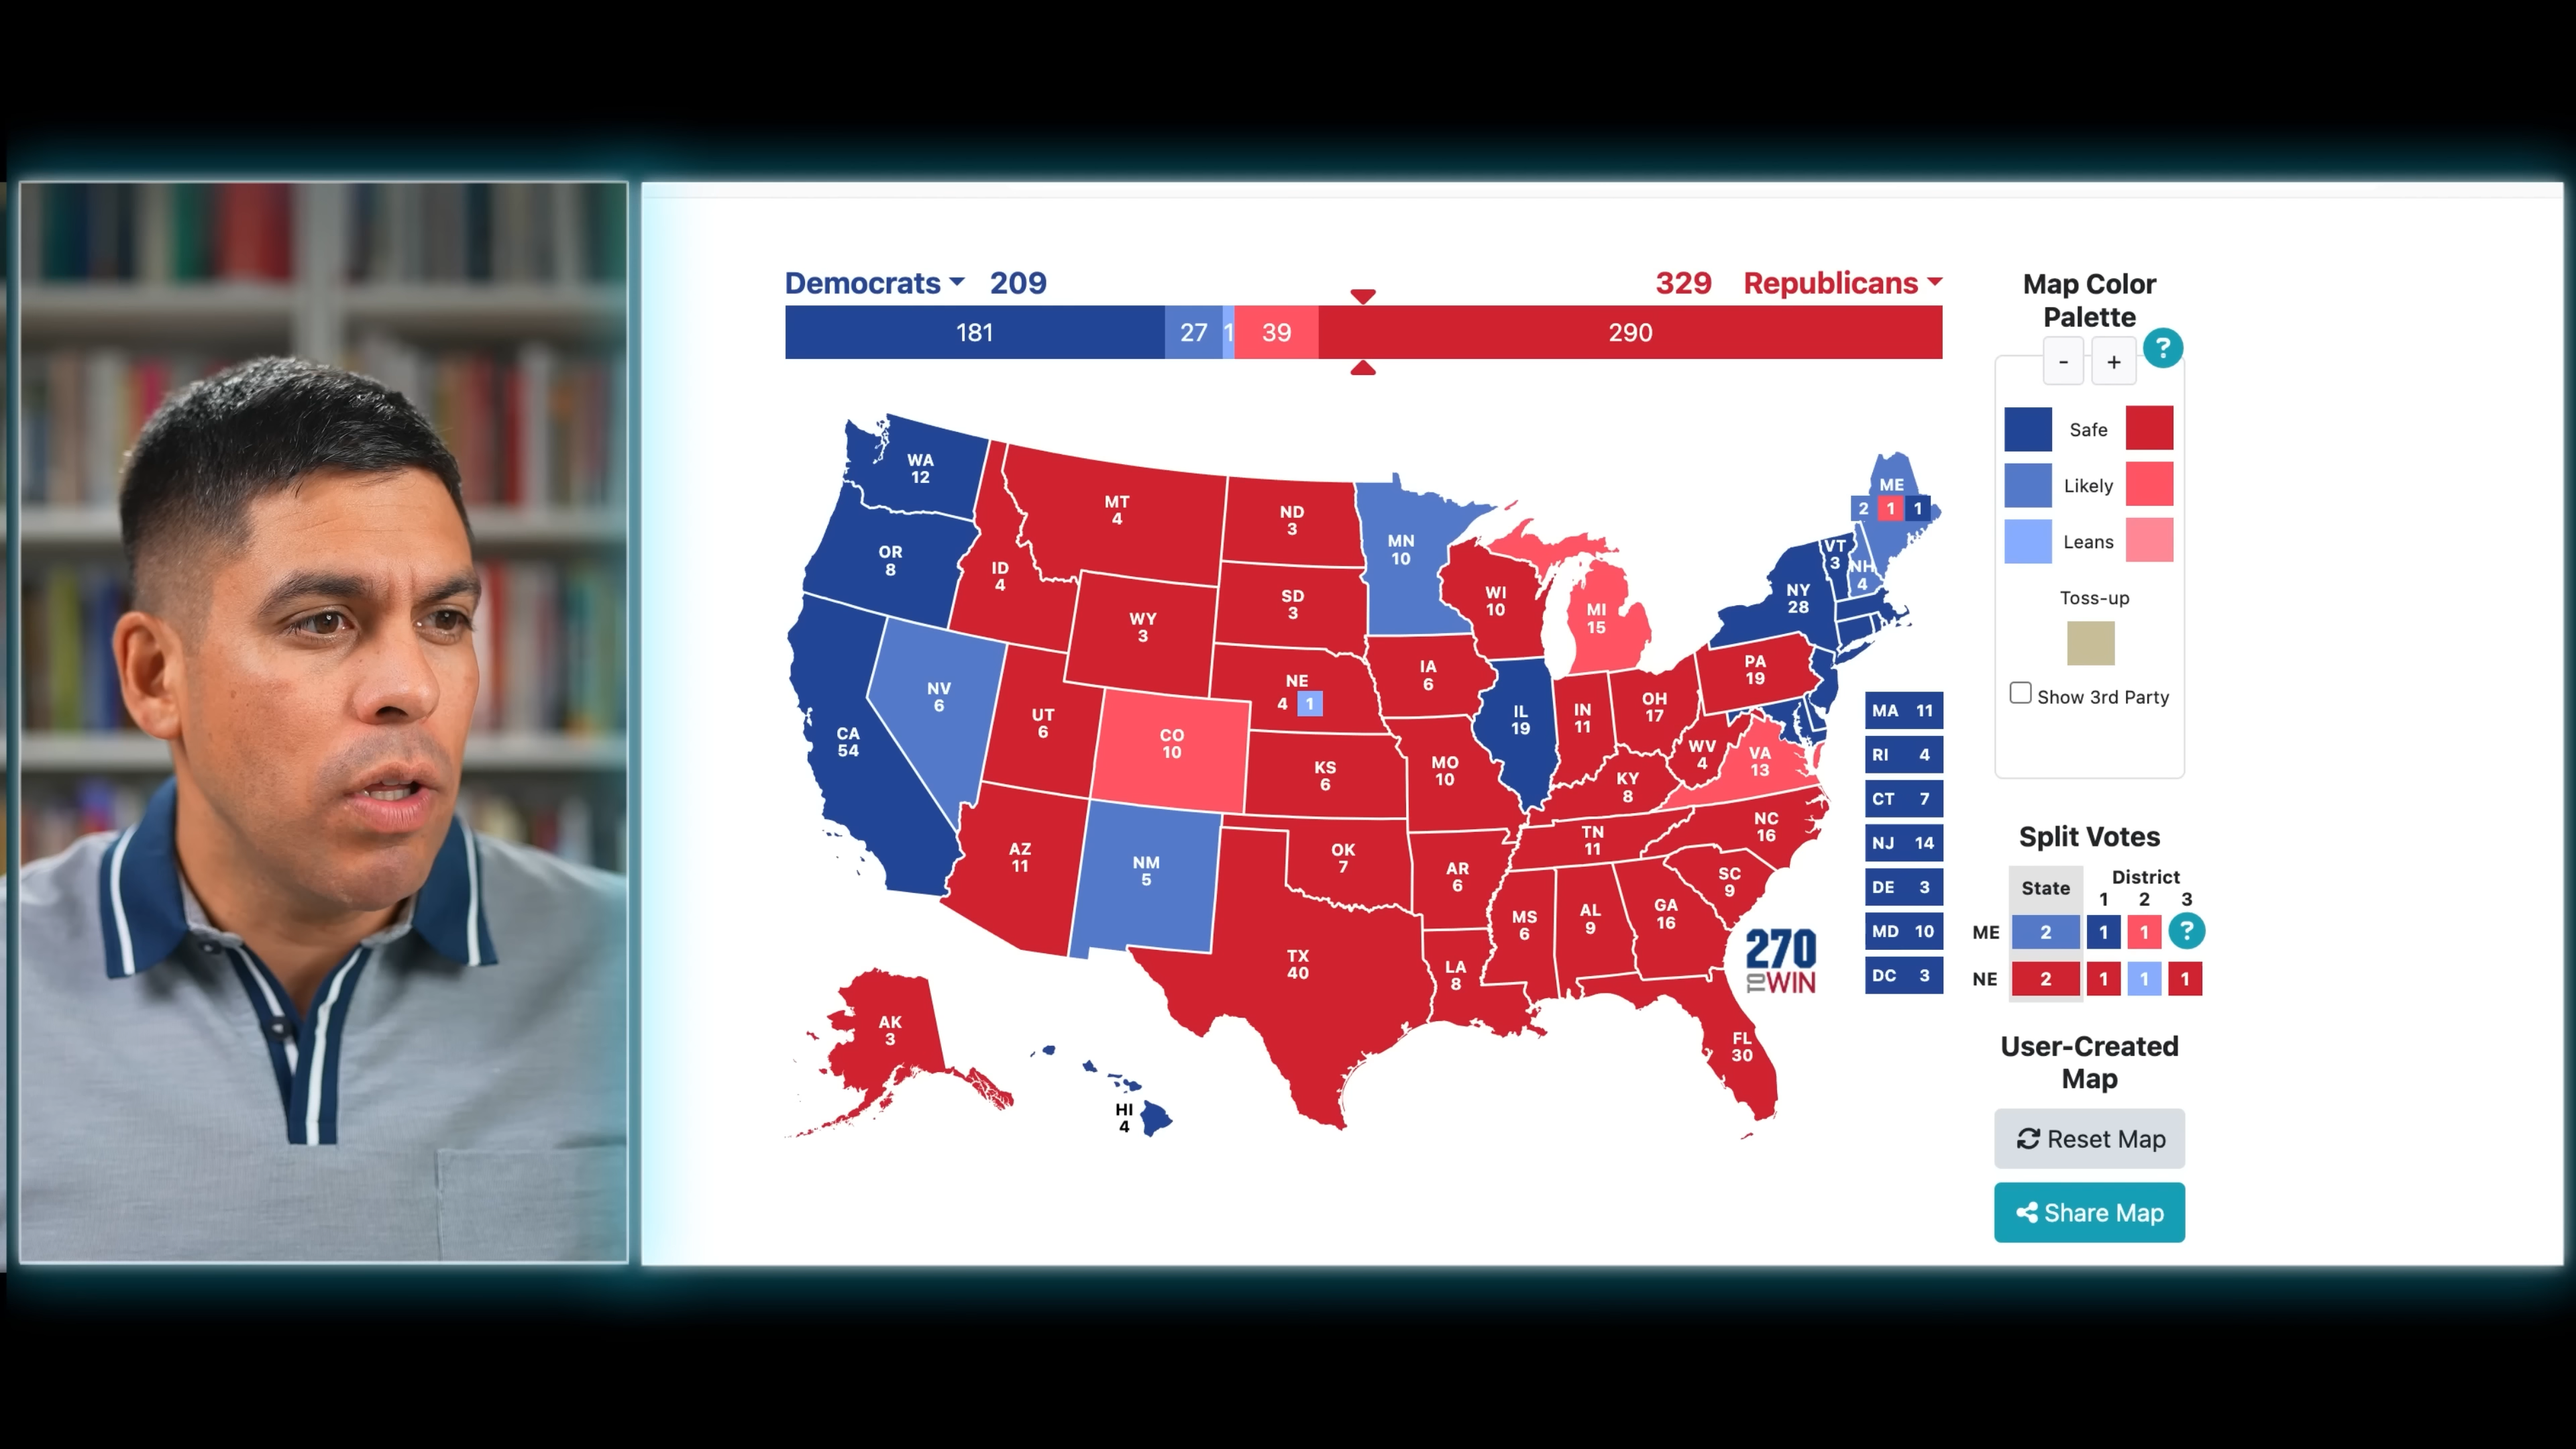 Democrats 209
329 Republicans
181 27 1 39 290
WA
12
OR
8
CA
54
NV
6
ID
4
MT
4
WY
3
UT
6
CO
10
AZ
11
NM
5
ND
3
SD
3
NE
4 1
KS
6
OK
7
TX
40
MN
10
IA
6
MO
10
AR
6
LA
8
WI
10
IL
19
MI
15
IN
11
OH
17
KY
8
TN
11
MS
6
AL
9
GA
16
FL
30
SC
9
NC
16
VA
13
WV
4
PA
19
NY
28
VT
3
NH
4
ME
2 1 1
AK
3
HI
4
MA 11
RI 4
CT 7
NJ 14
DE 3
MD 10
DC 3
270
TO WIN
Map Color
Palette
- + ?
Safe
Likely
Leans
Toss-up
Show 3rd Party
Split Votes
State District
1 2 3
ME 2 1 1 ?
NE 2 1 1 1
User-Created
Map
Reset Map
Share Map